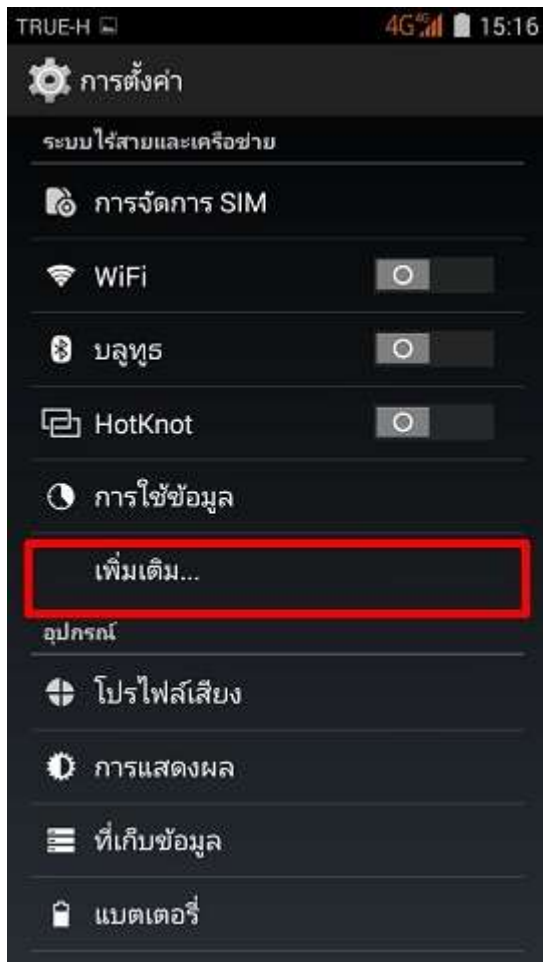 TRUE-H 4G 4G 15:16
การตั้งค่า
ระบบไร้สายและเครือข่าย
การจัดการ SIM
WiFi
บลูทูธ
HotKnot
การใช้ข้อมูล
เพิ่มเติม...
อุปกรณ์
โปรไฟล์เสียง
การแสดงผล
ที่เก็บข้อมูล
แบตเตอรี่